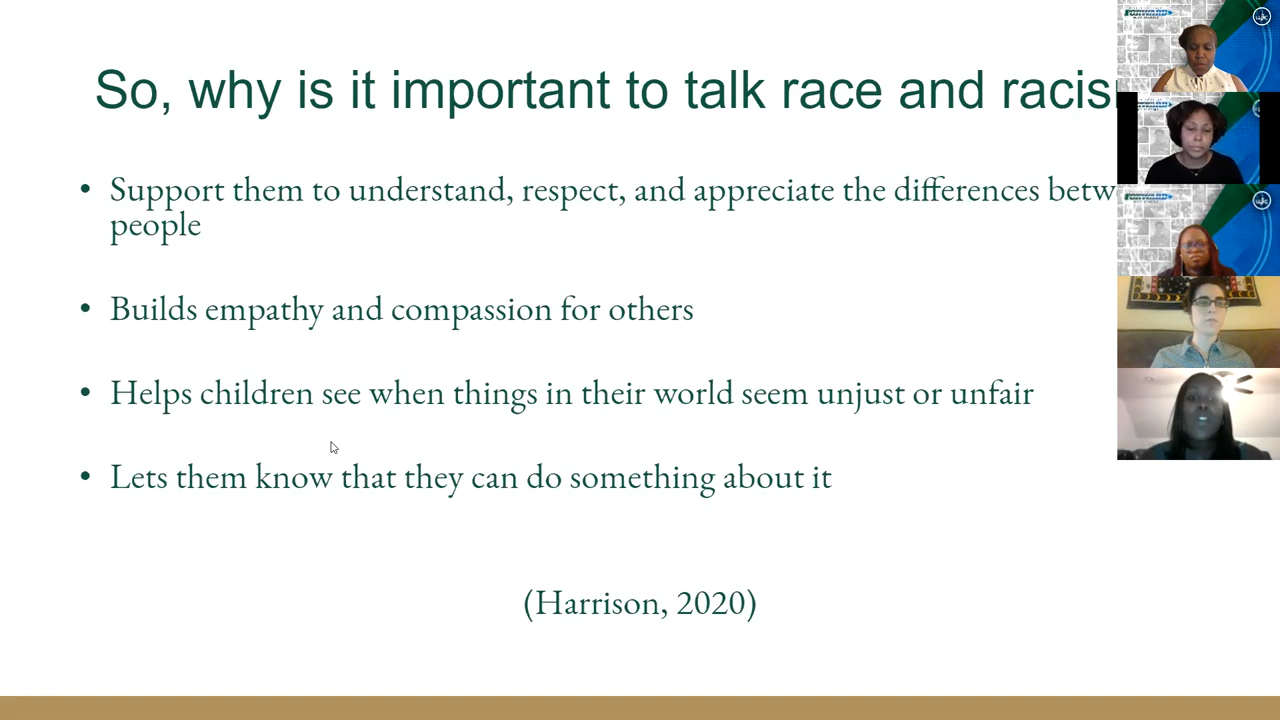 So, why is it important to talk race and racis
• Support them to understand, respect, and appreciate the differences betw
people
• Builds empathy and compassion for others
• Helps children see when things in their world seem unjust or unfair
• Lets them know that they can do something about it
(Harrison, 2020)
FORWARD